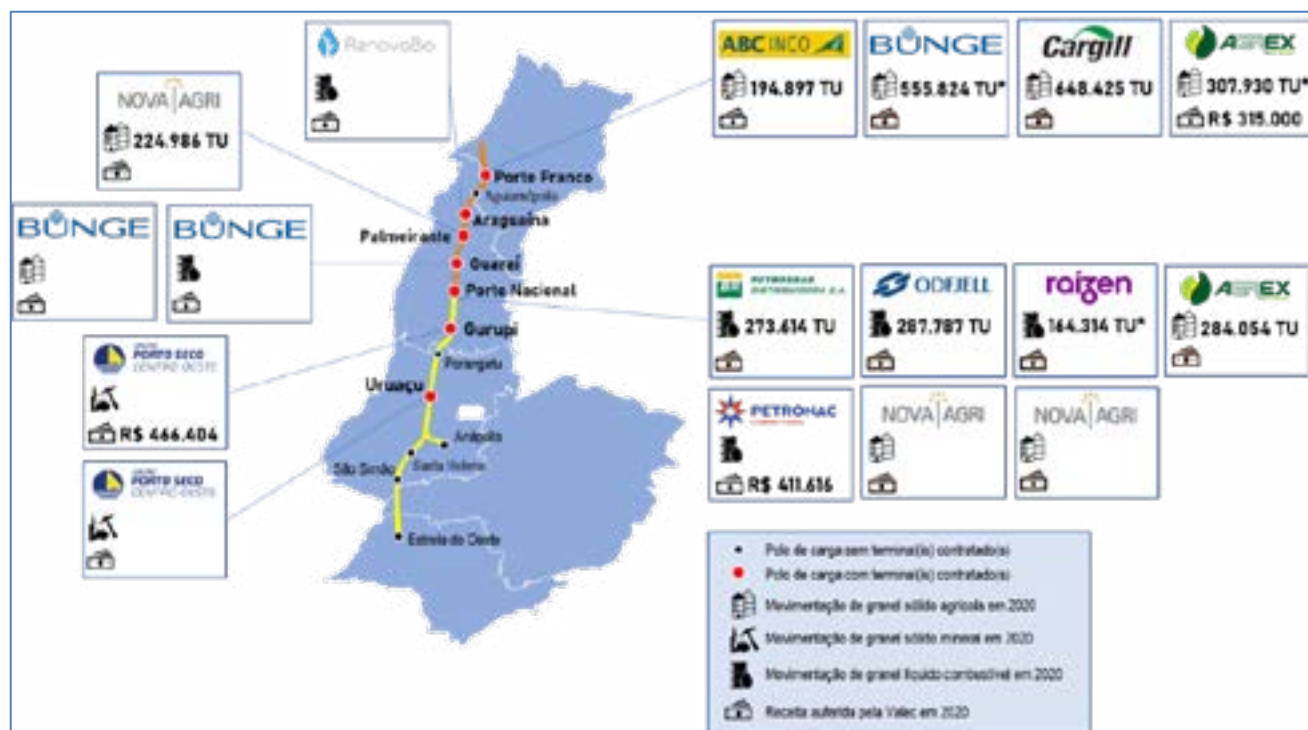 RenovaBo
NOVA AGRI
224.986 TU
BUNGE
BUNGE
PORTO SECO
CENTRO-OESTE
R$ 466.404
PORTO SECO
CENTRO-OESTE
ABC INCO
194.897 TU
BUNGE
555.824 TU*
Cargill
648.425 TU
AGREX
307.930 TU*
R$ 315.000
Porto Franco
Aguiarnópolis
Araguaína
Palmeirante
Guaraí
Porto Nacional
Gurupi
Porangatu
Uruaçu
Anápolis
Santa Helena
São Simão
Estrela do Oeste
PETROBRAS
DISTRIBUIDORA S.A.
273.614 TU
ODFJELL
287.787 TU
raízen
164.314 TU*
AGREX
284.054 TU
PETRONAC
R$ 411.616
NOVA AGRI
NOVA AGRI
Polo de carga sem terminal(is) contratado(s)
Polo de carga com terminal(is) contratado(s)
Movimentação de granel sólido agrícola em 2020
Movimentação de granel sólido mineral em 2020
Movimentação de granel líquido combustível em 2020
Receita auferida pela Valec em 2020